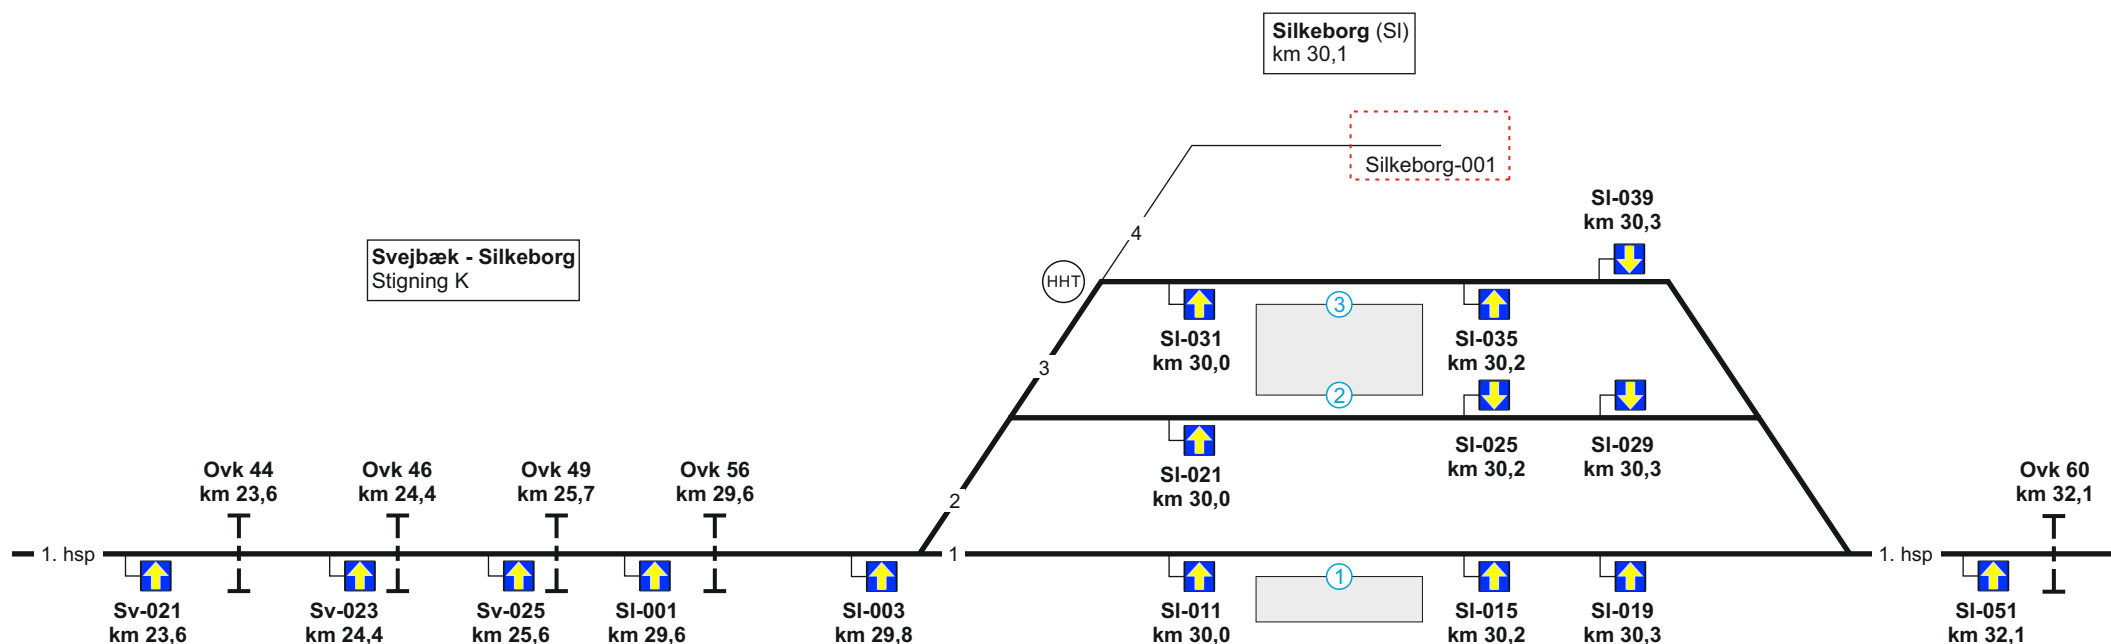 Silkeborg (Sl)
km 30,1
Silkeborg-001
Sl-039
km 30,3
Svejbæk - Silkeborg
Stigning K
4
HHT
3
Sl-031
km 30,0
Sl-035
km 30,2
3
2
Sl-025
km 30,2
Sl-029
km 30,3
Sl-021
km 30,0
Ovk 44
km 23,6
Ovk 46
km 24,4
Ovk 49
km 25,7
Ovk 56
km 29,6
2
Ovk 60
km 32,1
1. hsp
1
1. hsp
1
Sv-021
km 23,6
Sv-023
km 24,4
Sv-025
km 25,6
Sl-001
km 29,6
Sl-003
km 29,8
Sl-011
km 30,0
Sl-015
km 30,2
Sl-019
km 30,3
Sl-051
km 32,1